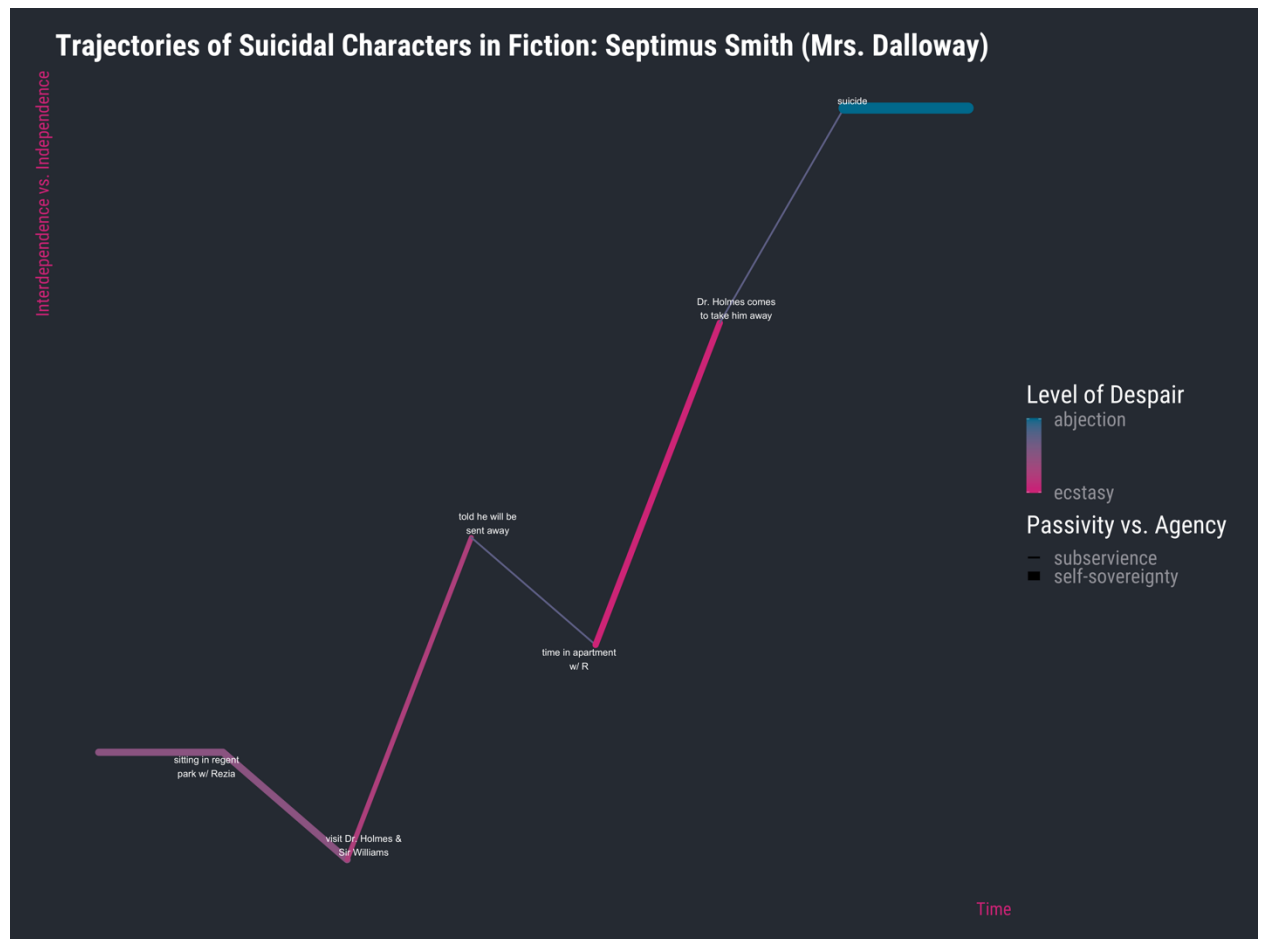 Trajectories of Suicidal Characters in Fiction: Septimus Smith (Mrs. Dalloway)
Interdependence vs. Independence
suicide
Dr. Holmes comes
to take him away
told he will be
sent away
time in apartment
w/ R
sitting in regent
park w/ Rezia
visit Dr. Holmes &
Sir Williams
Time
Level of Despair
abjection
ecstasy
Passivity vs. Agency
subservience
self-sovereignty